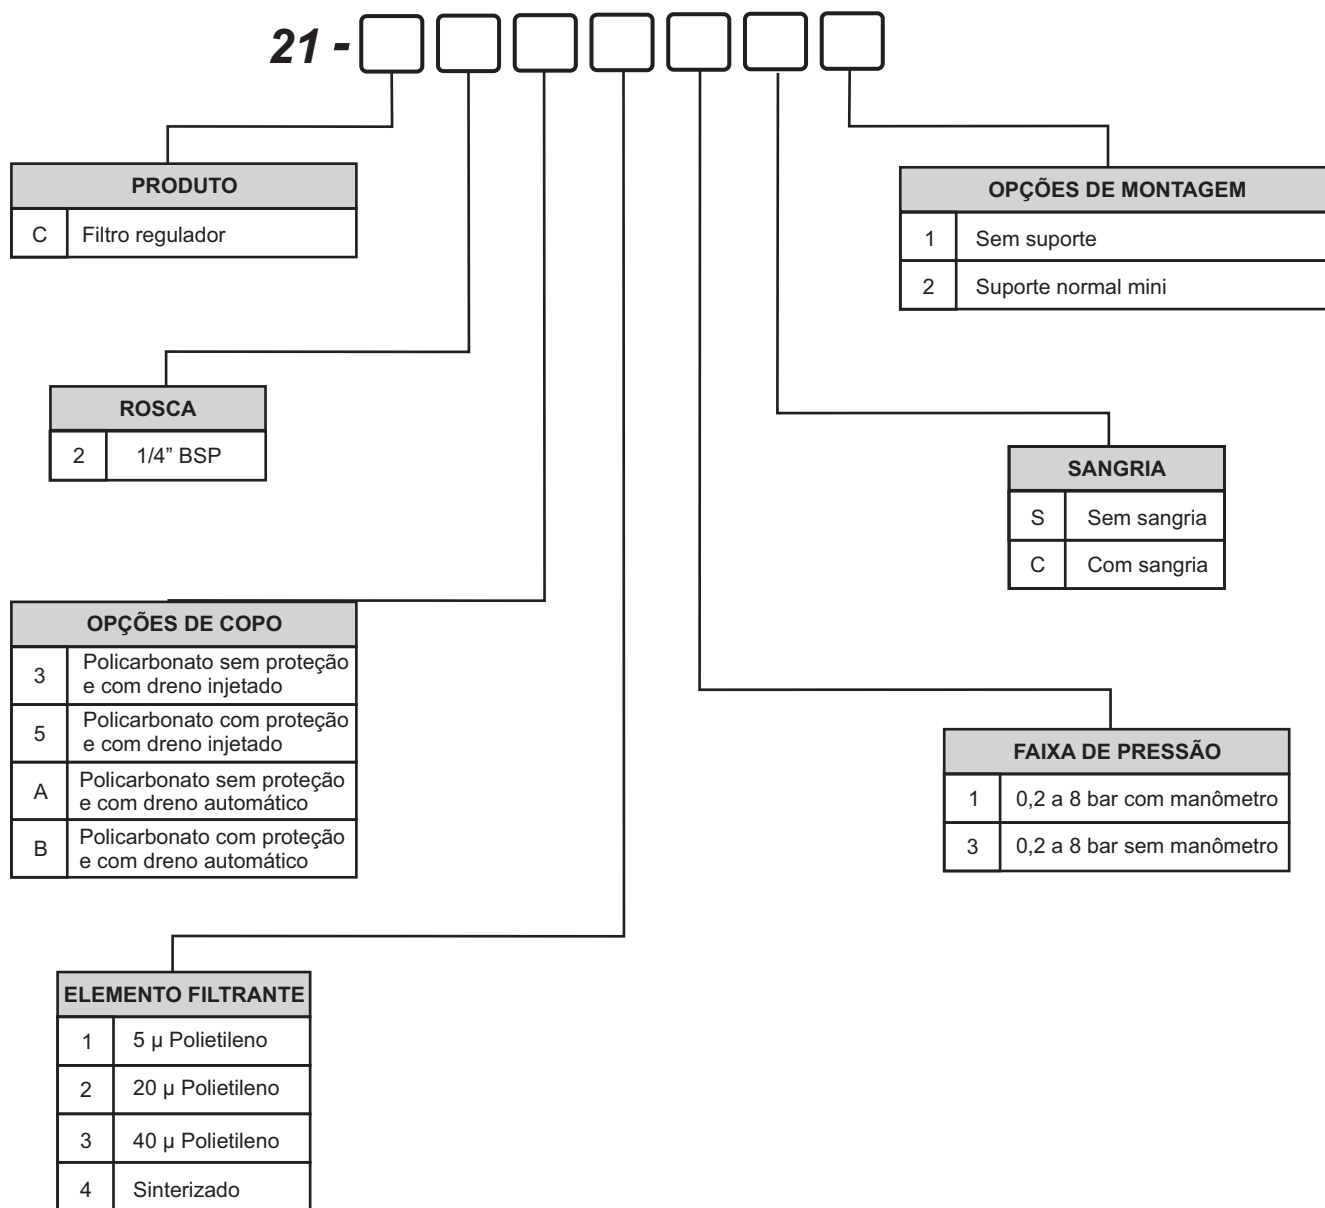 21 -
PRODUTO
C Filtro regulador
OPÇÕES DE MONTAGEM
1 Sem suporte
2 Suporte normal mini
ROSCA
2 1/4” BSP
SANGRIA
S Sem sangria
C Com sangria
OPÇÕES DE COPO
3 Policarbonato sem proteção
e com dreno injetado
5 Policarbonato com proteção
e com dreno injetado
A Policarbonato sem proteção
e com dreno automático
B Policarbonato com proteção
e com dreno automático
FAIXA DE PRESSÃO
1 0,2 a 8 bar com manômetro
3 0,2 a 8 bar sem manômetro
ELEMENTO FILTRANTE
1 5 µ Polietileno
2 20 µ Polietileno
3 40 µ Polietileno
4 Sinterizado